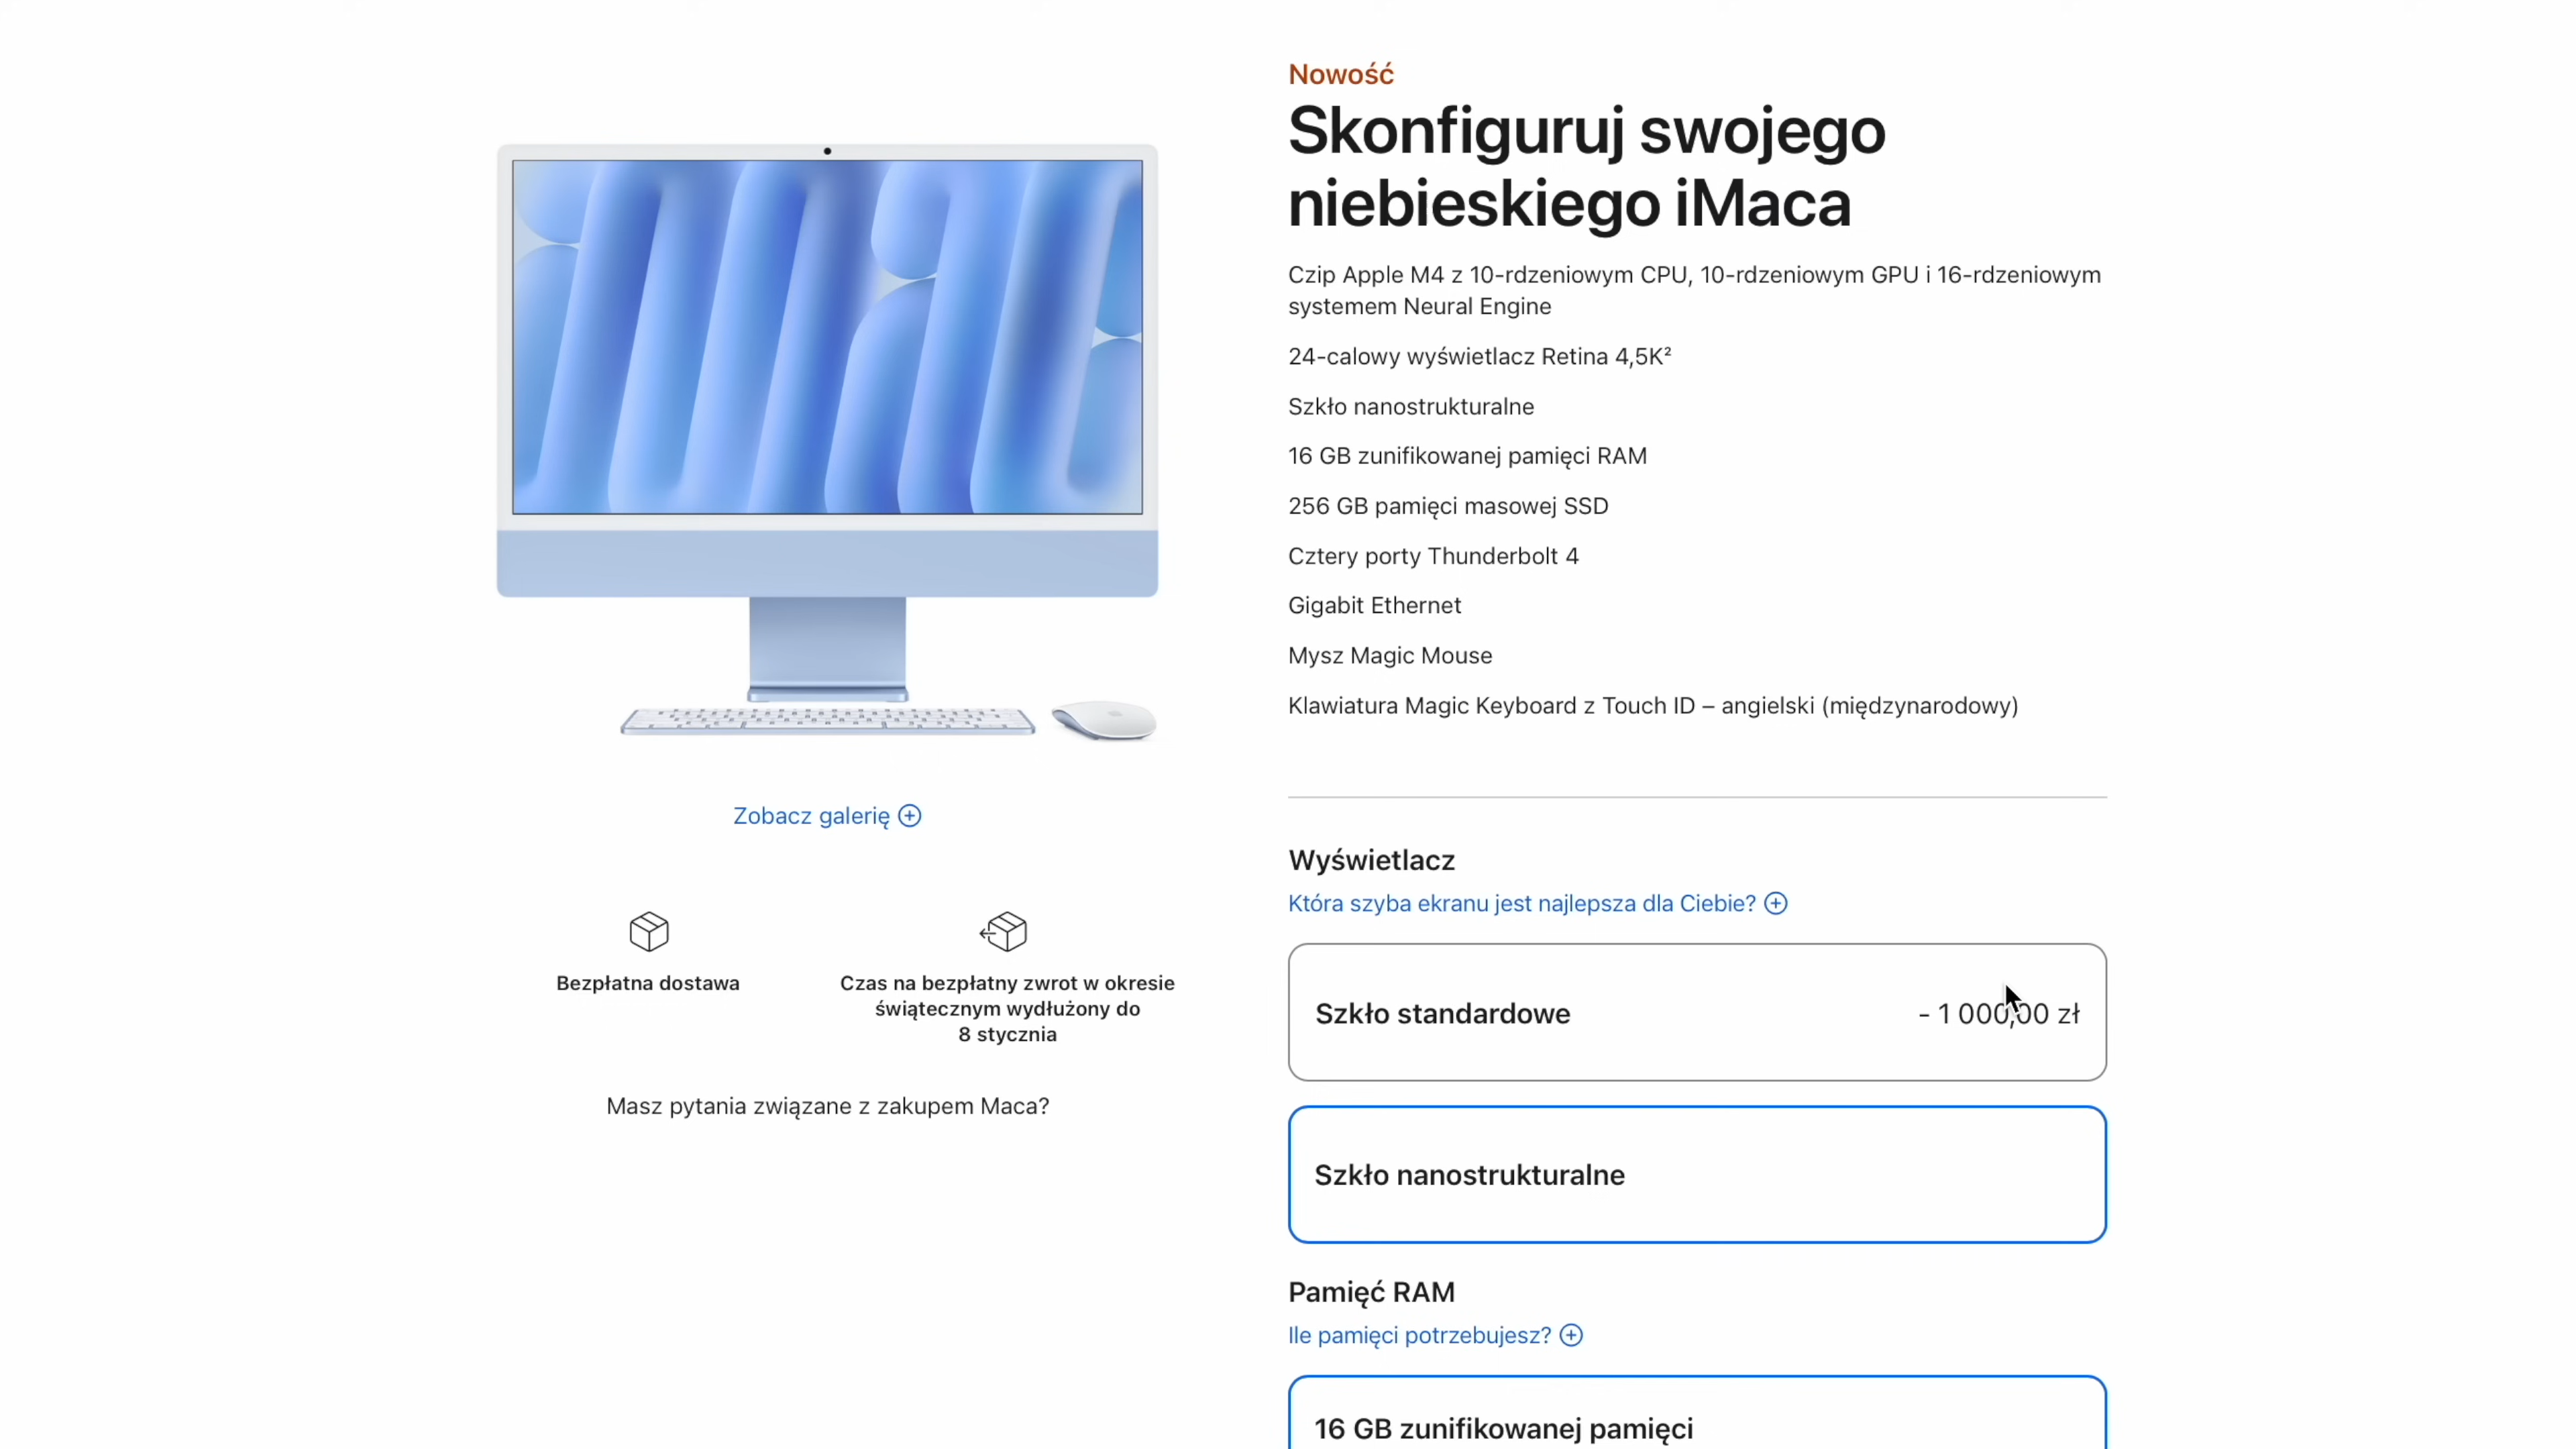 Nowość
Skonfiguruj swojego
niebieskiego iMaca
Czip Apple M4 z 10-rdzeniowym CPU, 10-rdzeniowym GPU i 16-rdzeniowym
systemem Neural Engine
24-calowy wyświetlacz Retina 4,5K²
Szkło nanostrukturalne
16 GB zunifikowanej pamięci RAM
256 GB pamięci masowej SSD
Cztery porty Thunderbolt 4
Gigabit Ethernet
Mysz Magic Mouse
Klawiatura Magic Keyboard z Touch ID – angielski (międzynarodowy)
Zobacz galerię
Bezpłatna dostawa
Czas na bezpłatny zwrot w okresie
świątecznym wydłużony do
8 stycznia
Masz pytania związane z zakupem Maca?
Wyświetlacz
Która szyba ekranu jest najlepsza dla Ciebie?
Szkło standardowe
- 1 000,00 zł
Szkło nanostrukturalne
Pamięć RAM
Ile pamięci potrzebujesz?
16 GB zunifikowanej pamięci